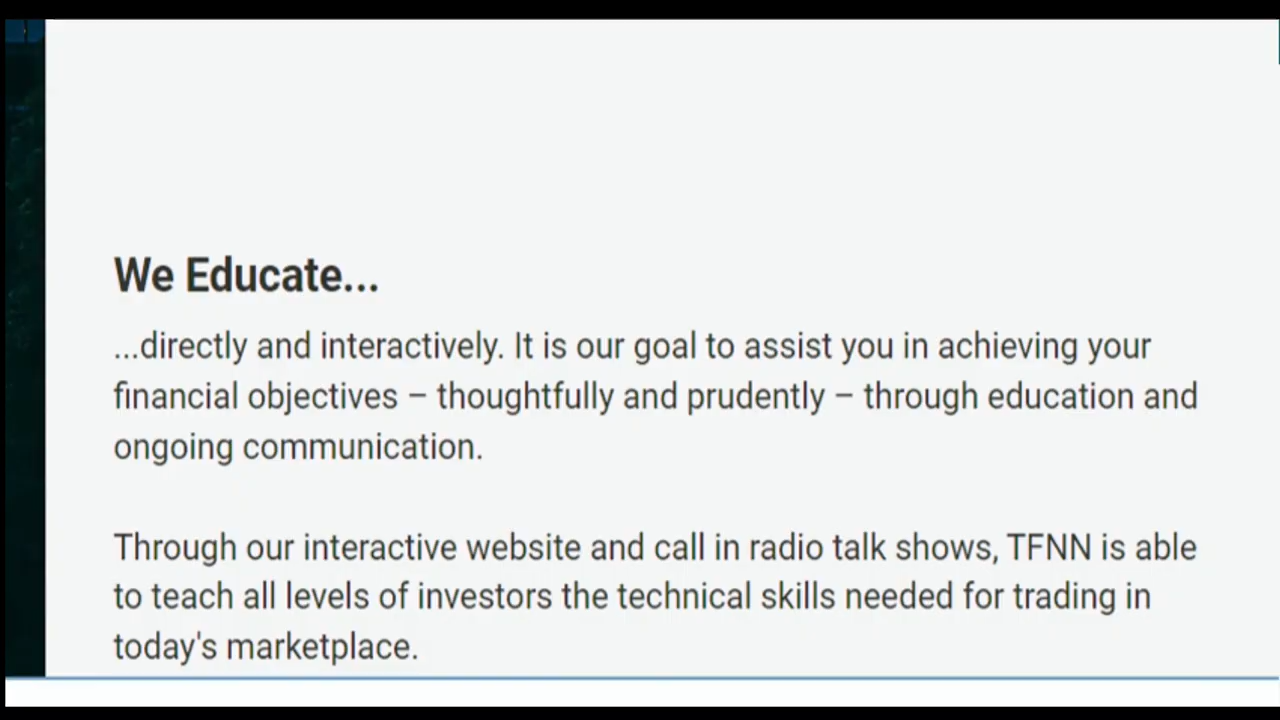 We Educate...
...directly and interactively. It is our goal to assist you in achieving your
financial objectives – thoughtfully and prudently – through education and
ongoing communication.
Through our interactive website and call in radio talk shows, TFNN is able
to teach all levels of investors the technical skills needed for trading in
today's marketplace.